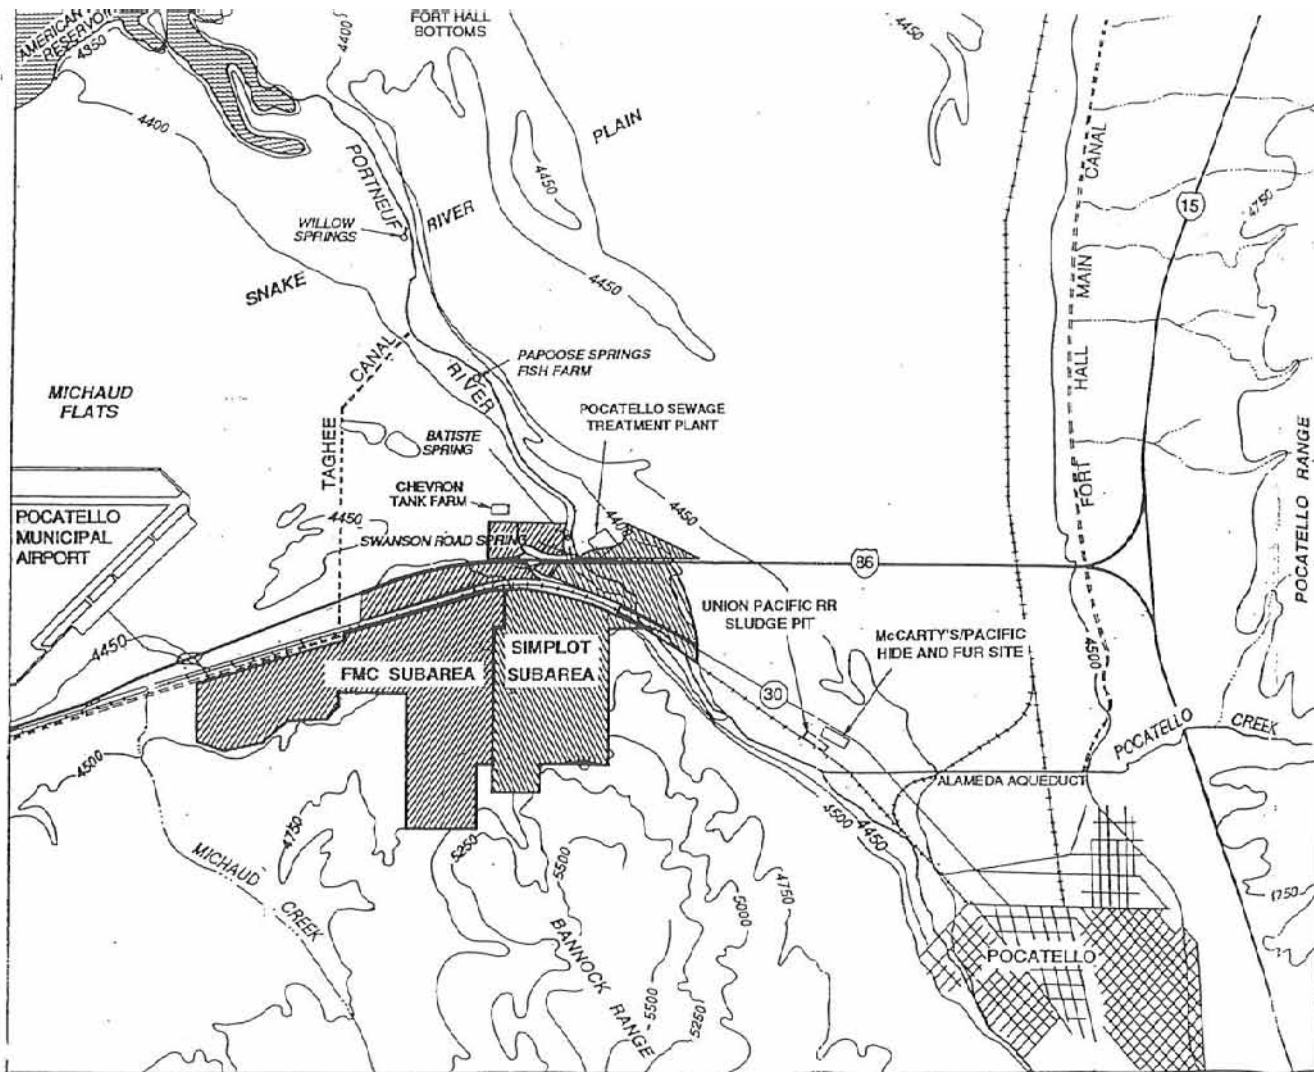 AMERICAN
RESERVOIR
4350
FORT HALL
BOTTOMS
4400
4450
4400
PLAIN
4450
PORTNEUF
RIVER
WILLOW
SPRINGS
SNAKE
4450
CANAL
MAIN
HALL
FORT
15
4750
CANAL
RIVER
PAPOOSE SPRINGS
FISH FARM
MICHAUD
FLATS
TAGHEE
BATISTE
SPRING
POCATELLO SEWAGE
TREATMENT PLANT
CHEVRON
TANK FARM
4450
SWANSON ROAD SPRING
4450
POCATELLO
MUNICIPAL
AIRPORT
86
POCATELLO RANGE
4450
UNION PACIFIC RR
SLUDGE PIT
McCARTY'S/PACIFIC
HIDE AND FUR SITE
FMC SUBAREA
SIMPLOT
SUBAREA
30
4500
POCATELLO
CREEK
4500
ALAMEDA AQUEDUCT
4500
4450
4750
MICHAUD
CREEK
5250
5500
5000
4750
BANNOCK
RANGE
5500
5250
POCATELLO
4750